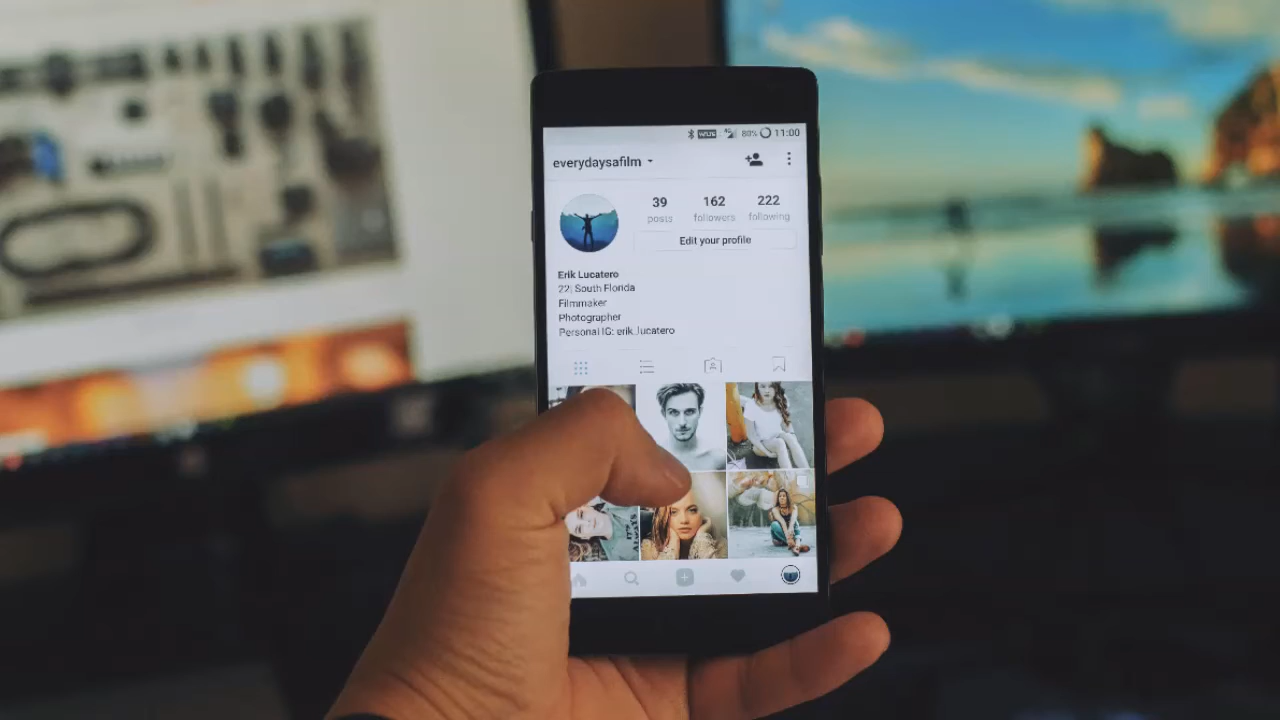 80% 11:00
everydaysafilm
39 162 222
posts followers following
Edit your profile
Erik Lucatero
22| South Florida
Filmmaker
Photographer
Personal IG: erik_lucatero